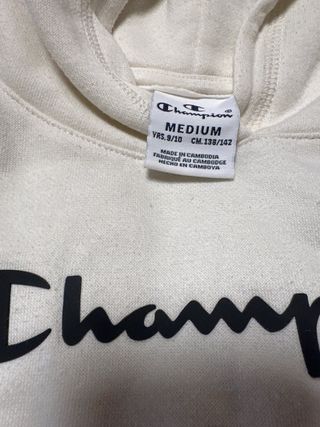 Champion
MEDIUM
YRS. 9/10 CM. 138/142
MADE IN CAMBODIA
FABRIQUÉ AU CAMBODGE
HECHO EN CAMBOYA
Champ